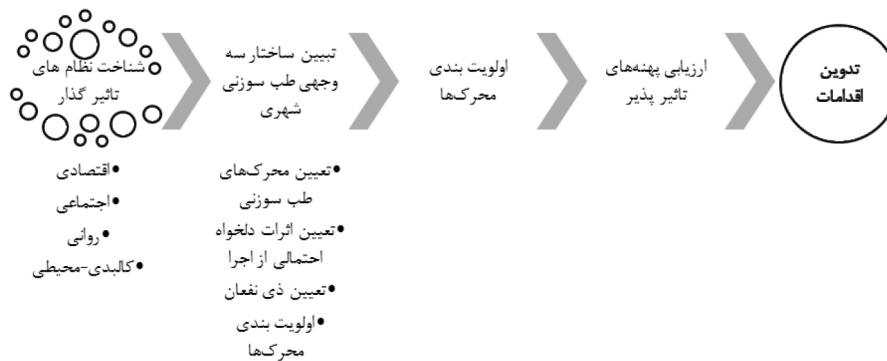 شناخت نظام های
تاثیر گذار
•اقتصادی
•اجتماعی
•روانی
•کالبدی-محیطی
تبیین ساختار سه
وجهی طب سوزنی
شهری
•تعیین محرک‌های
طب سوزنی
•تعیین اثرات دلخواه
احتمالی از اجرا
•تعیین ذی نفعان
•اولویت بندی
محرک‌ها
اولویت بندی
محرک‌ها
ارزیابی پهنه‌های
تاثیر پذیر
تدوین
اقدامات